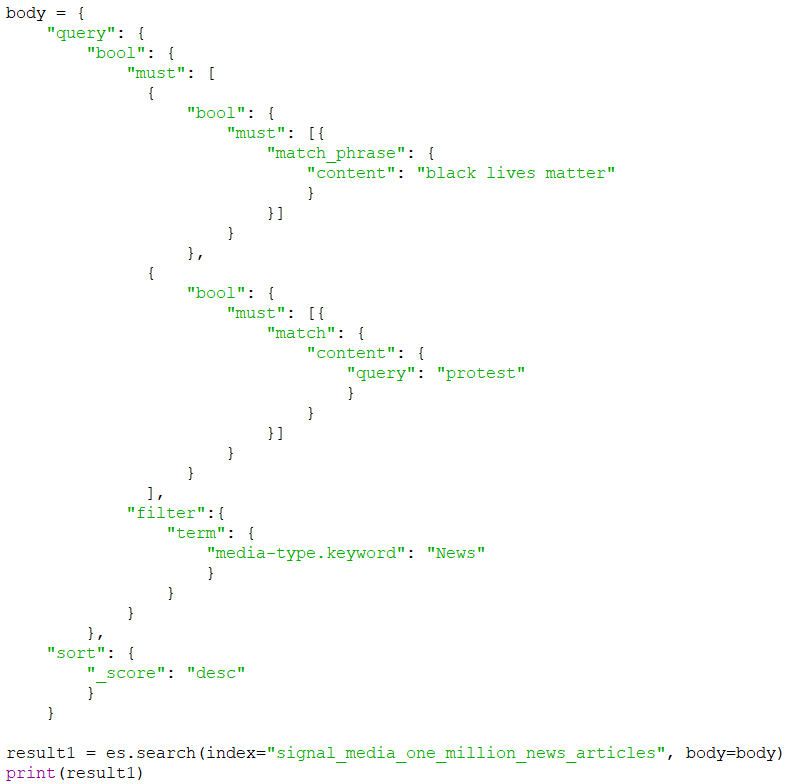 body = {
    "query": {
        "bool": {
            "must": [
              {
                  "bool": {
                      "must": [{
                          "match_phrase": {
                              "content": "black lives matter"
                              }
                          }]
                      }
                  },
              {
                  "bool": {
                      "must": [{
                          "match": {
                              "content": {
                                  "query": "protest"
                                  }
                              }
                          }]
                      }
                  }
              ],
            "filter":{
                "term": {
                    "media-type.keyword": "News"
                    }
                }
            }
        },
    "sort": {
        "_score": "desc"
        }
    }

result1 = es.search(index="signal_media_one_million_news_articles", body=body)
print(result1)